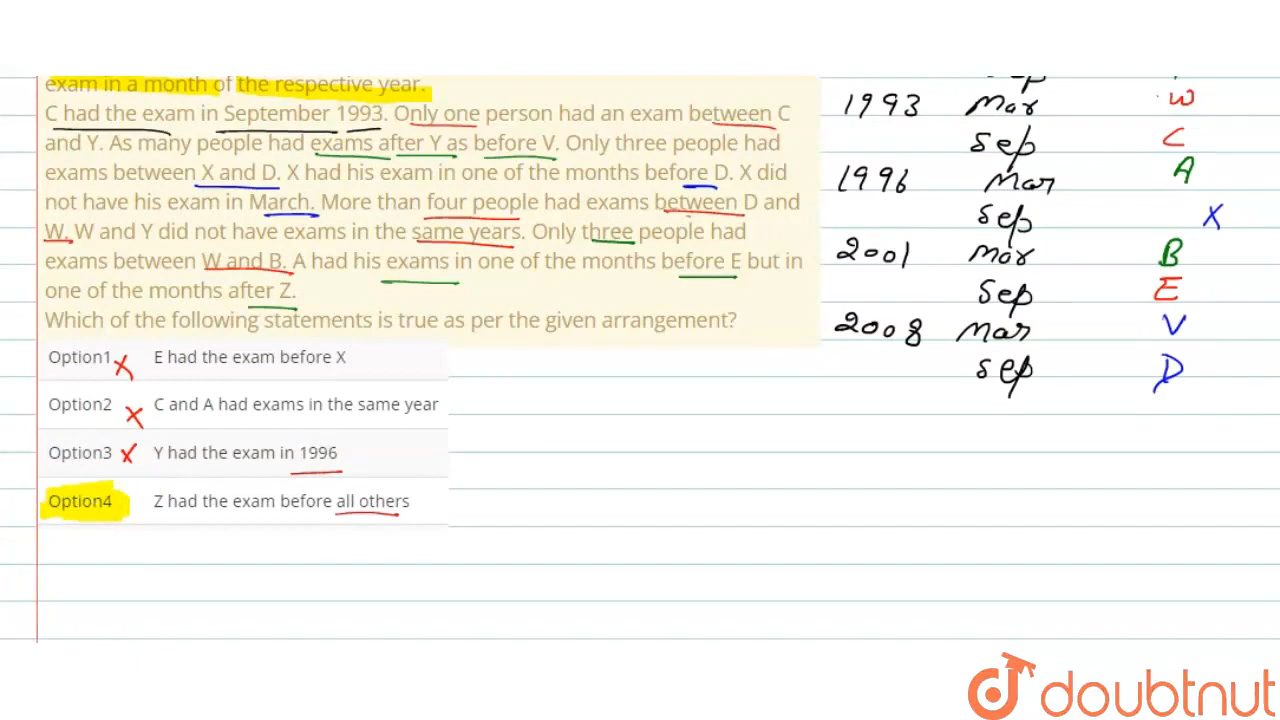 exam in a month of the respective year.
C had the exam in September 1993. Only one person had an exam between C
and Y. As many people had exams after Y as before V. Only three people had
exams between X and D. X had his exam in one of the months before D. X did
not have his exam in March. More than four people had exams between D and
W. W and Y did not have exams in the same years. Only three people had
exams between W and B. A had his exams in one of the months before E but in
one of the months after Z.
Which of the following statements is true as per the given arrangement?
Option1 X E had the exam before X
Option2 X C and A had exams in the same year
Option3 X Y had the exam in 1996
Option4 Z had the exam before all others
Sep
1993 Mar W
Sep C
1996 Mar A
Sep X
2001 Mar B
Sep E
2008 Mar V
Sep D
doubtnut